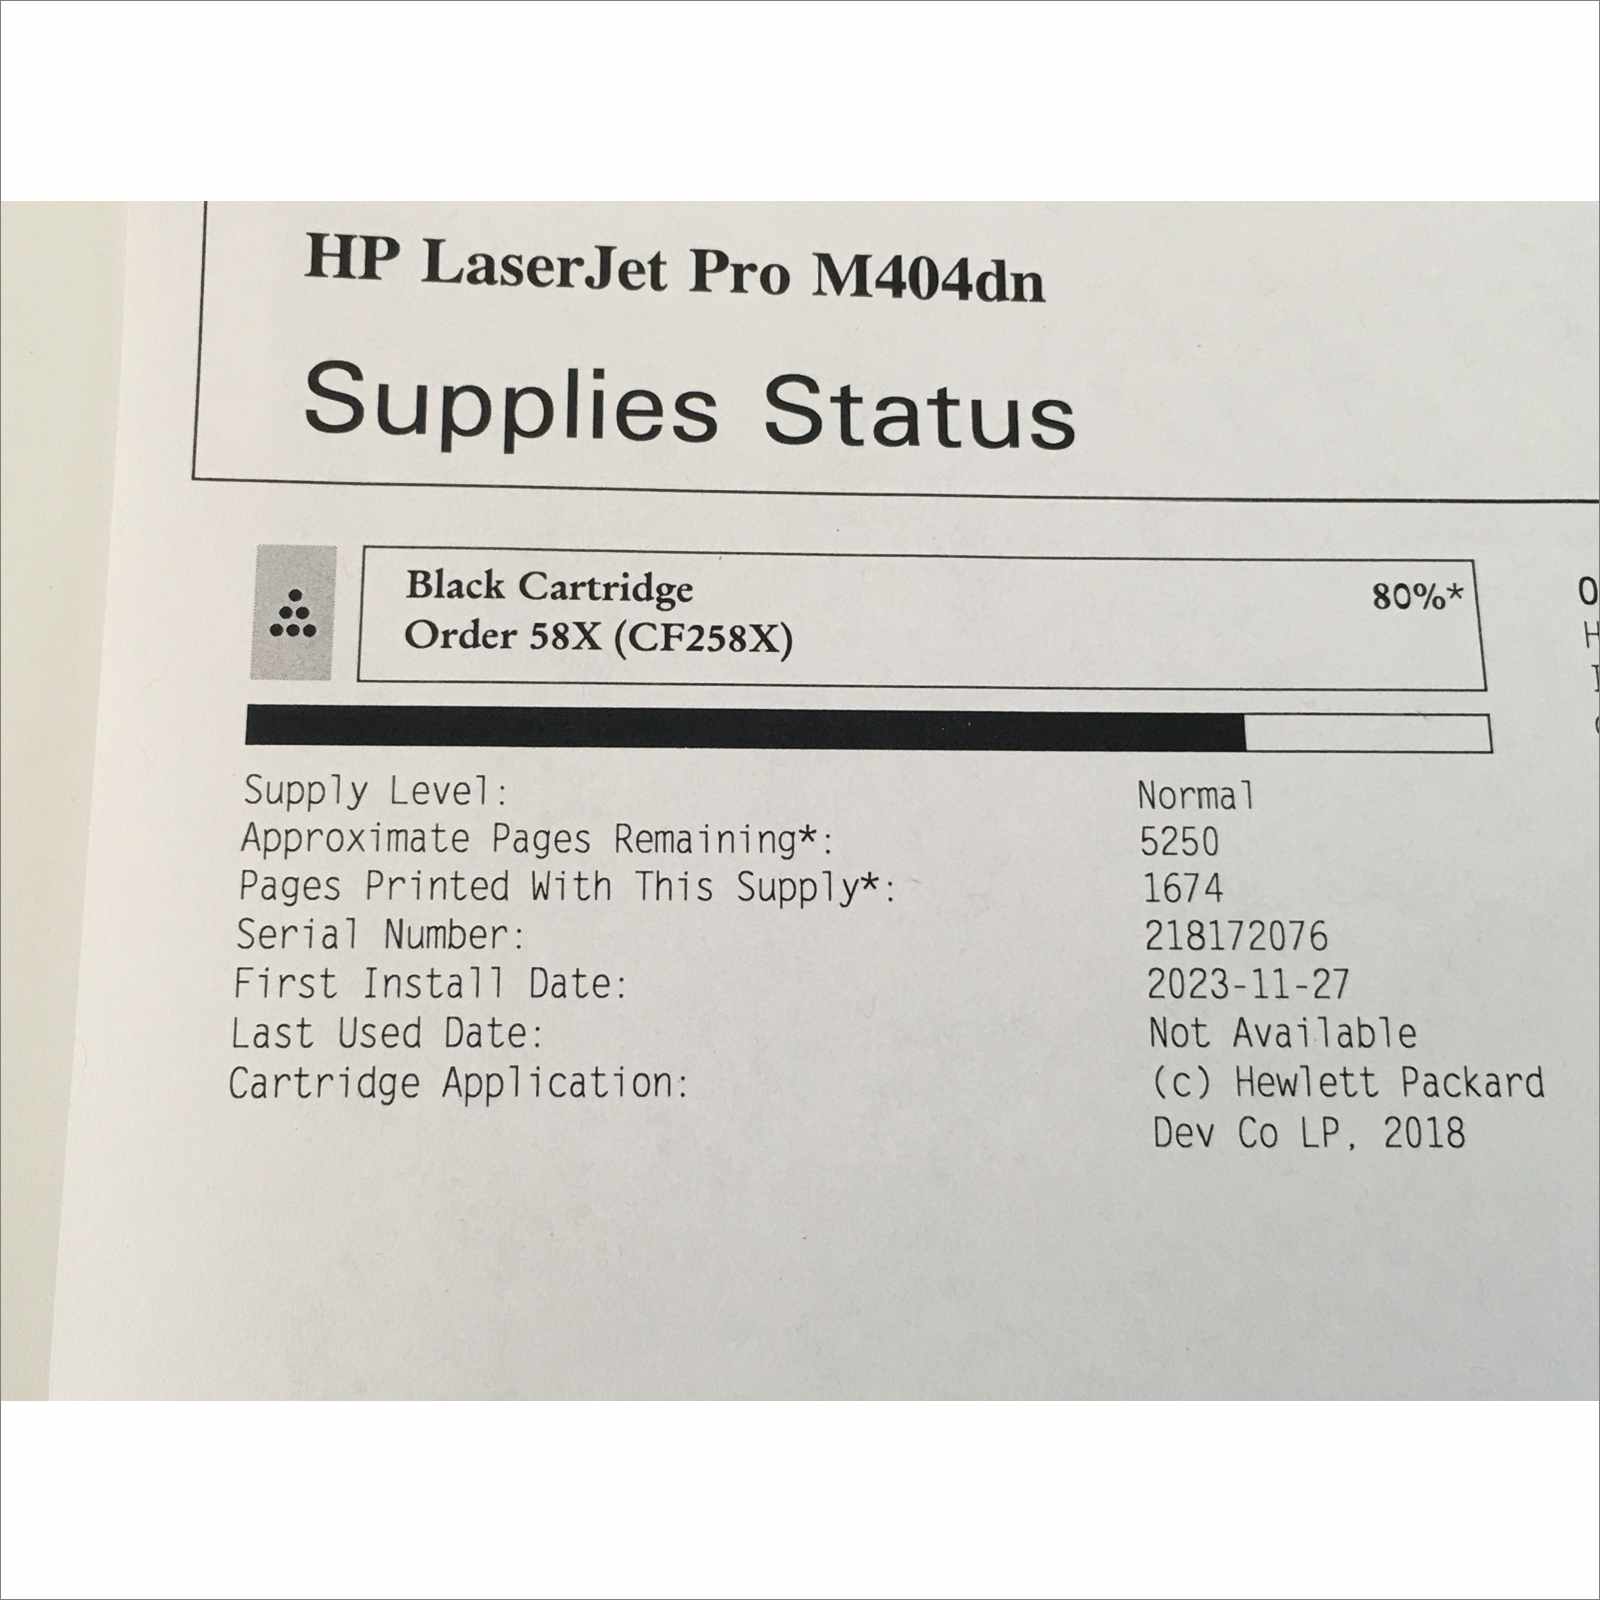 HP LaserJet Pro M404dn
Supplies Status
Black Cartridge 80%*
Order 58X (CF258X)
Supply Level: Normal
Approximate Pages Remaining*: 5250
Pages Printed With This Supply*: 1674
Serial Number: 218172076
First Install Date: 2023-11-27
Last Used Date: Not Available
Cartridge Application: (c) Hewlett Packard
Dev Co LP, 2018